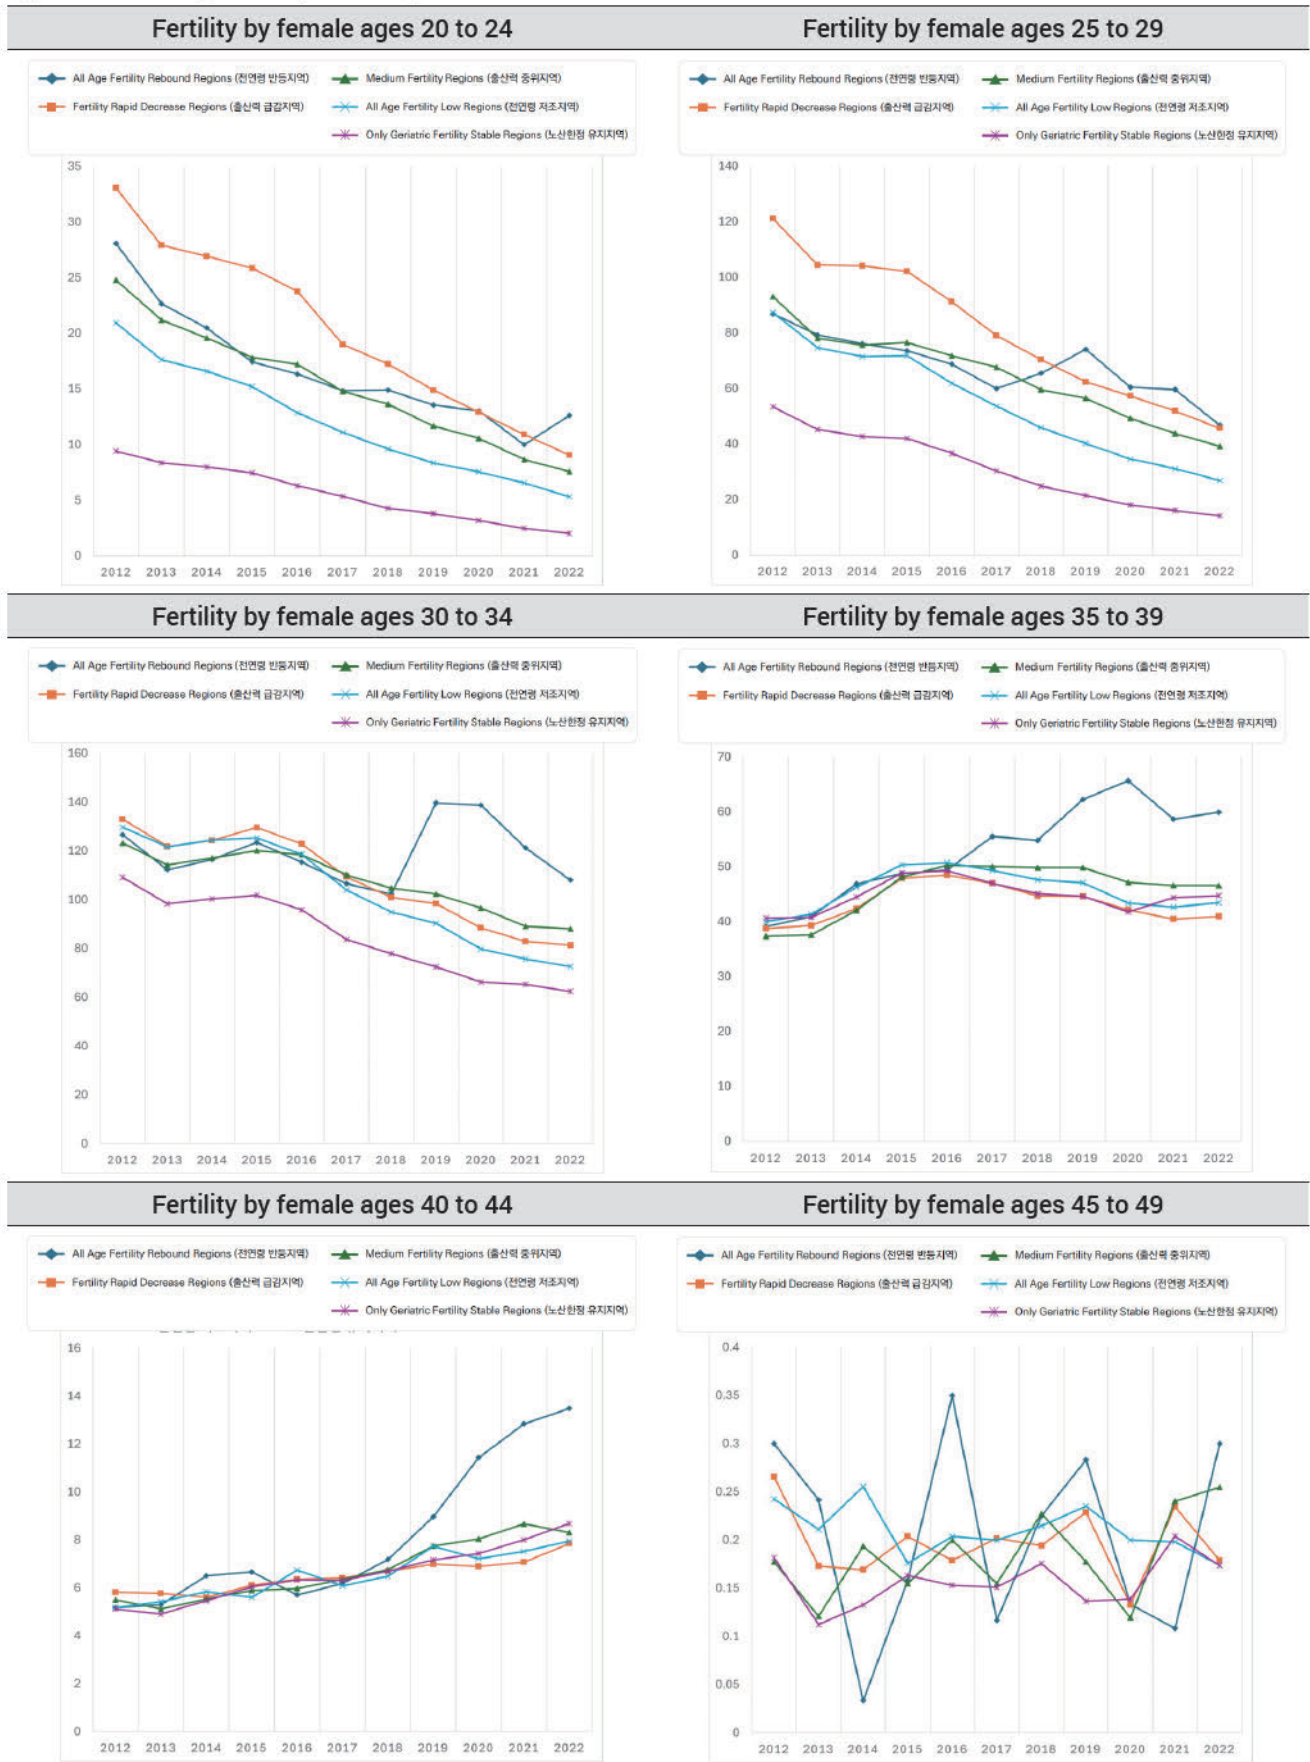 Fertility by female ages 20 to 24
All Age Fertility Rebound Regions (전연령 반등지역)
Medium Fertility Regions (출산력 중위지역)
Fertility Rapid Decrease Regions (출산력 급감지역)
All Age Fertility Low Regions (전연령 저조지역)
Only Geriatric Fertility Stable Regions (노산한정 유지지역)
35
30
25
20
15
10
5
0
2012 2013 2014 2015 2016 2017 2018 2019 2020 2021 2022
Fertility by female ages 25 to 29
All Age Fertility Rebound Regions (전연령 반등지역)
Medium Fertility Regions (출산력 중위지역)
Fertility Rapid Decrease Regions (출산력 급감지역)
All Age Fertility Low Regions (전연령 저조지역)
Only Geriatric Fertility Stable Regions (노산한정 유지지역)
140
120
100
80
60
40
20
0
2012 2013 2014 2015 2016 2017 2018 2019 2020 2021 2022
Fertility by female ages 30 to 34
All Age Fertility Rebound Regions (전연령 반등지역)
Medium Fertility Regions (출산력 중위지역)
Fertility Rapid Decrease Regions (출산력 급감지역)
All Age Fertility Low Regions (전연령 저조지역)
Only Geriatric Fertility Stable Regions (노산한정 유지지역)
160
140
120
100
80
60
40
20
0
2012 2013 2014 2015 2016 2017 2018 2019 2020 2021 2022
Fertility by female ages 35 to 39
All Age Fertility Rebound Regions (전연령 반등지역)
Medium Fertility Regions (출산력 중위지역)
Fertility Rapid Decrease Regions (출산력 급감지역)
All Age Fertility Low Regions (전연령 저조지역)
Only Geriatric Fertility Stable Regions (노산한정 유지지역)
70
60
50
40
30
20
10
0
2012 2013 2014 2015 2016 2017 2018 2019 2020 2021 2022
Fertility by female ages 40 to 44
All Age Fertility Rebound Regions (전연령 반등지역)
Medium Fertility Regions (출산력 중위지역)
Fertility Rapid Decrease Regions (출산력 급감지역)
All Age Fertility Low Regions (전연령 저조지역)
Only Geriatric Fertility Stable Regions (노산한정 유지지역)
16
14
12
10
8
6
4
2
0
2012 2013 2014 2015 2016 2017 2018 2019 2020 2021 2022
Fertility by female ages 45 to 49
All Age Fertility Rebound Regions (전연령 반등지역)
Medium Fertility Regions (출산력 중위지역)
Fertility Rapid Decrease Regions (출산력 급감지역)
All Age Fertility Low Regions (전연령 저조지역)
Only Geriatric Fertility Stable Regions (노산한정 유지지역)
0.4
0.35
0.3
0.25
0.2
0.15
0.1
0.05
0
2012 2013 2014 2015 2016 2017 2018 2019 2020 2021 2022